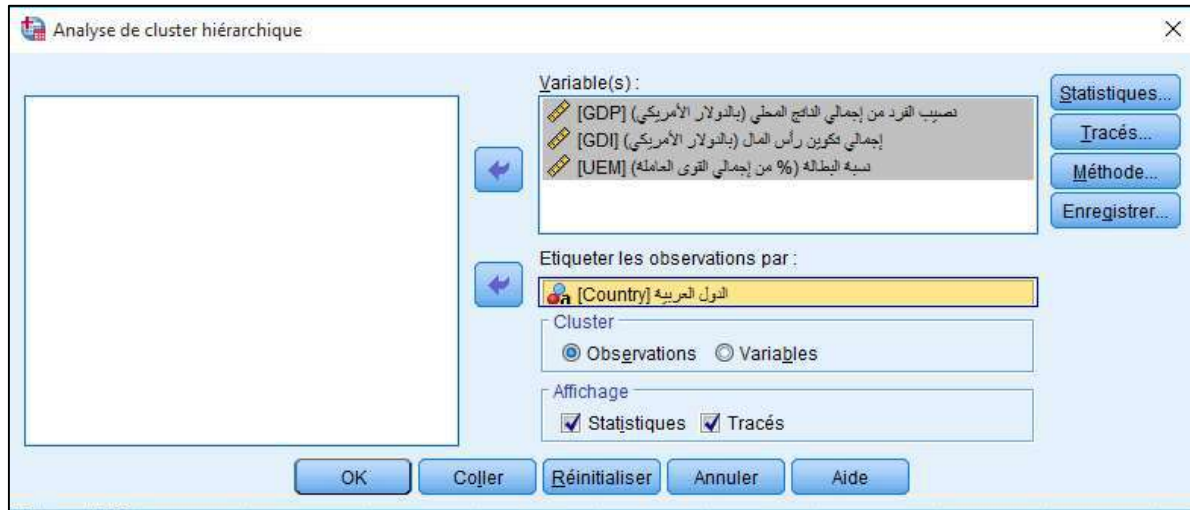 Analyse de cluster hiérarchique
Variable(s) :
نصيب الفرد من إجمالي الناتج المحلي (بالدولار الأمريكي) [GDP]
إجمالي تكوين رأس المال (بالدولار الأمريكي) [GDI]
نسبة البطالة (% من إجمالي القوى العاملة) [UEM]
Statistiques...
Tracés...
Méthode...
Enregistrer...
Etiqueter les observations par :
الدول العربية [Country]
Cluster
Observations Variables
Affichage
Statistiques Tracés
OK Coller Réinitialiser Annuler Aide